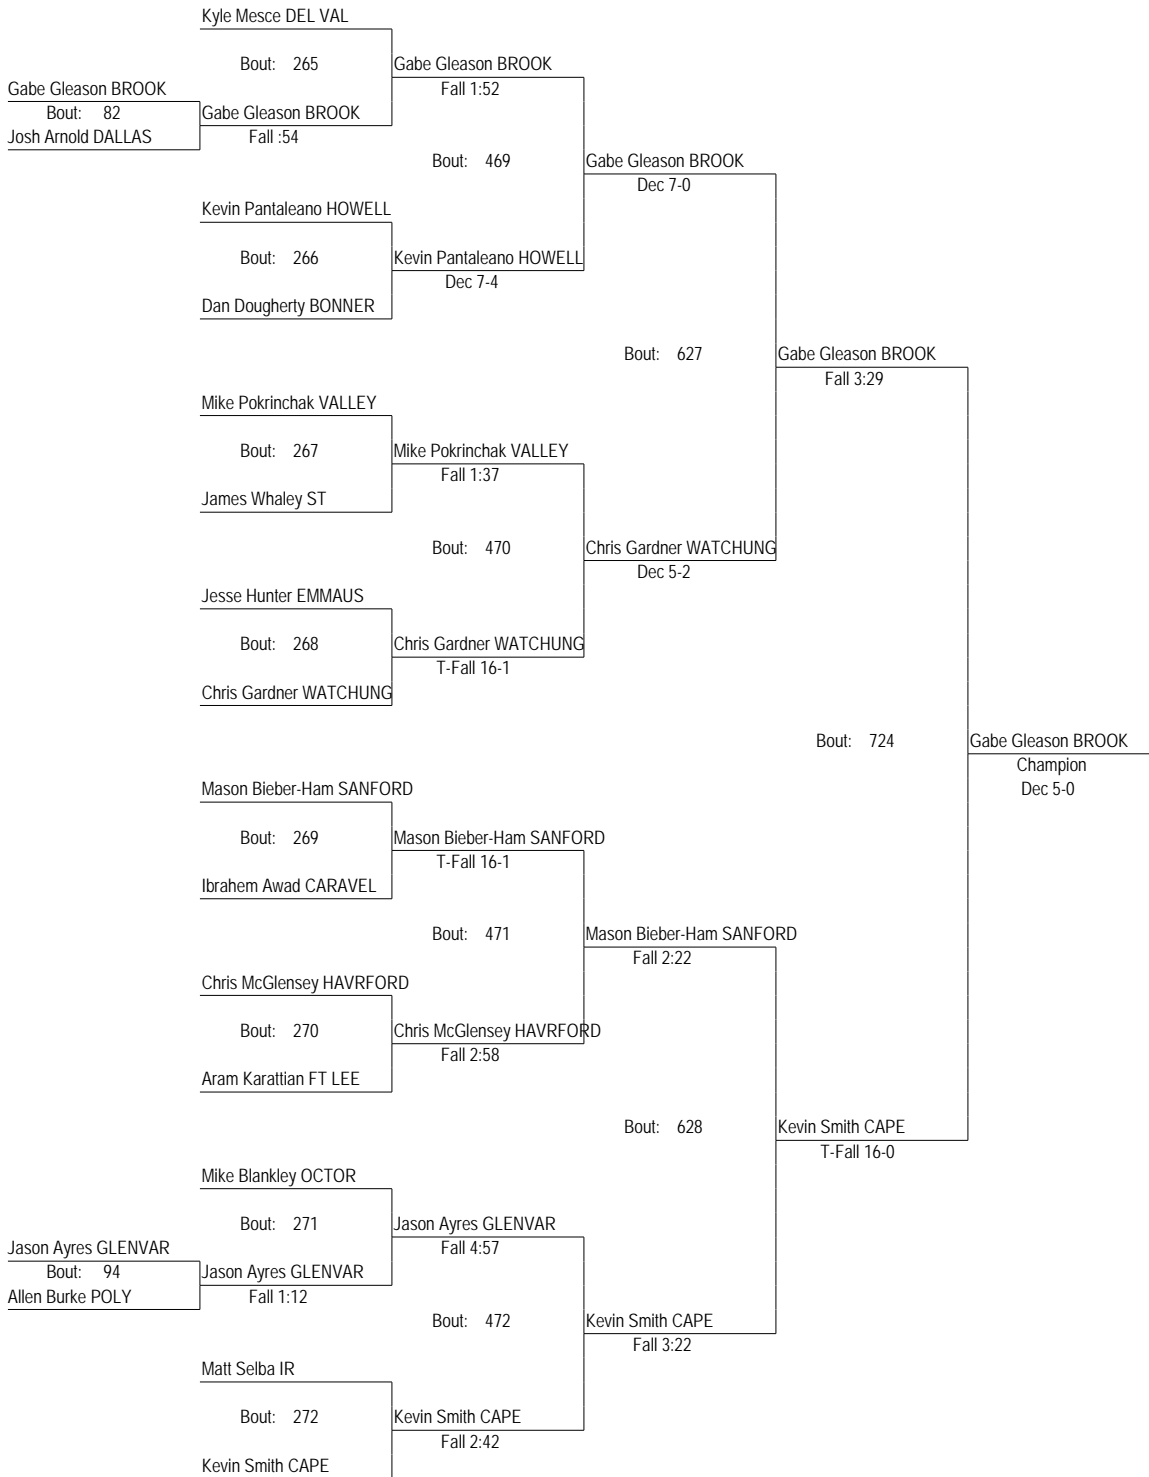 Kyle Mesce DEL VAL
Bout: 265
Gabe Gleason BROOK
Fall 1:52
Gabe Gleason BROOK
Bout: 82
Josh Arnold DALLAS
Gabe Gleason BROOK
Fall :54
Bout: 469
Gabe Gleason BROOK
Dec 7-0
Kevin Pantaleano HOWELL
Bout: 266
Kevin Pantaleano HOWELL
Dec 7-4
Dan Dougherty BONNER
Bout: 627
Gabe Gleason BROOK
Fall 3:29
Mike Pokrinchak VALLEY
Bout: 267
Mike Pokrinchak VALLEY
Fall 1:37
James Whaley ST
Bout: 470
Chris Gardner WATCHUNG
Dec 5-2
Jesse Hunter EMMAUS
Bout: 268
Chris Gardner WATCHUNG
T-Fall 16-1
Chris Gardner WATCHUNG
Bout: 724
Gabe Gleason BROOK
Champion
Dec 5-0
Mason Bieber-Ham SANFORD
Bout: 269
Mason Bieber-Ham SANFORD
T-Fall 16-1
Ibrahem Awad CARAVEL
Bout: 471
Mason Bieber-Ham SANFORD
Fall 2:22
Chris McGlensey HAVRFORD
Bout: 270
Chris McGlensey HAVRFORD
Fall 2:58
Aram Karattian FT LEE
Bout: 628
Kevin Smith CAPE
T-Fall 16-0
Mike Blankley OCTOR
Bout: 271
Jason Ayres GLENVAR
Fall 4:57
Jason Ayres GLENVAR
Bout: 94
Allen Burke POLY
Jason Ayres GLENVAR
Fall 1:12
Bout: 472
Kevin Smith CAPE
Fall 3:22
Matt Selba IR
Bout: 272
Kevin Smith CAPE
Fall 2:42
Kevin Smith CAPE